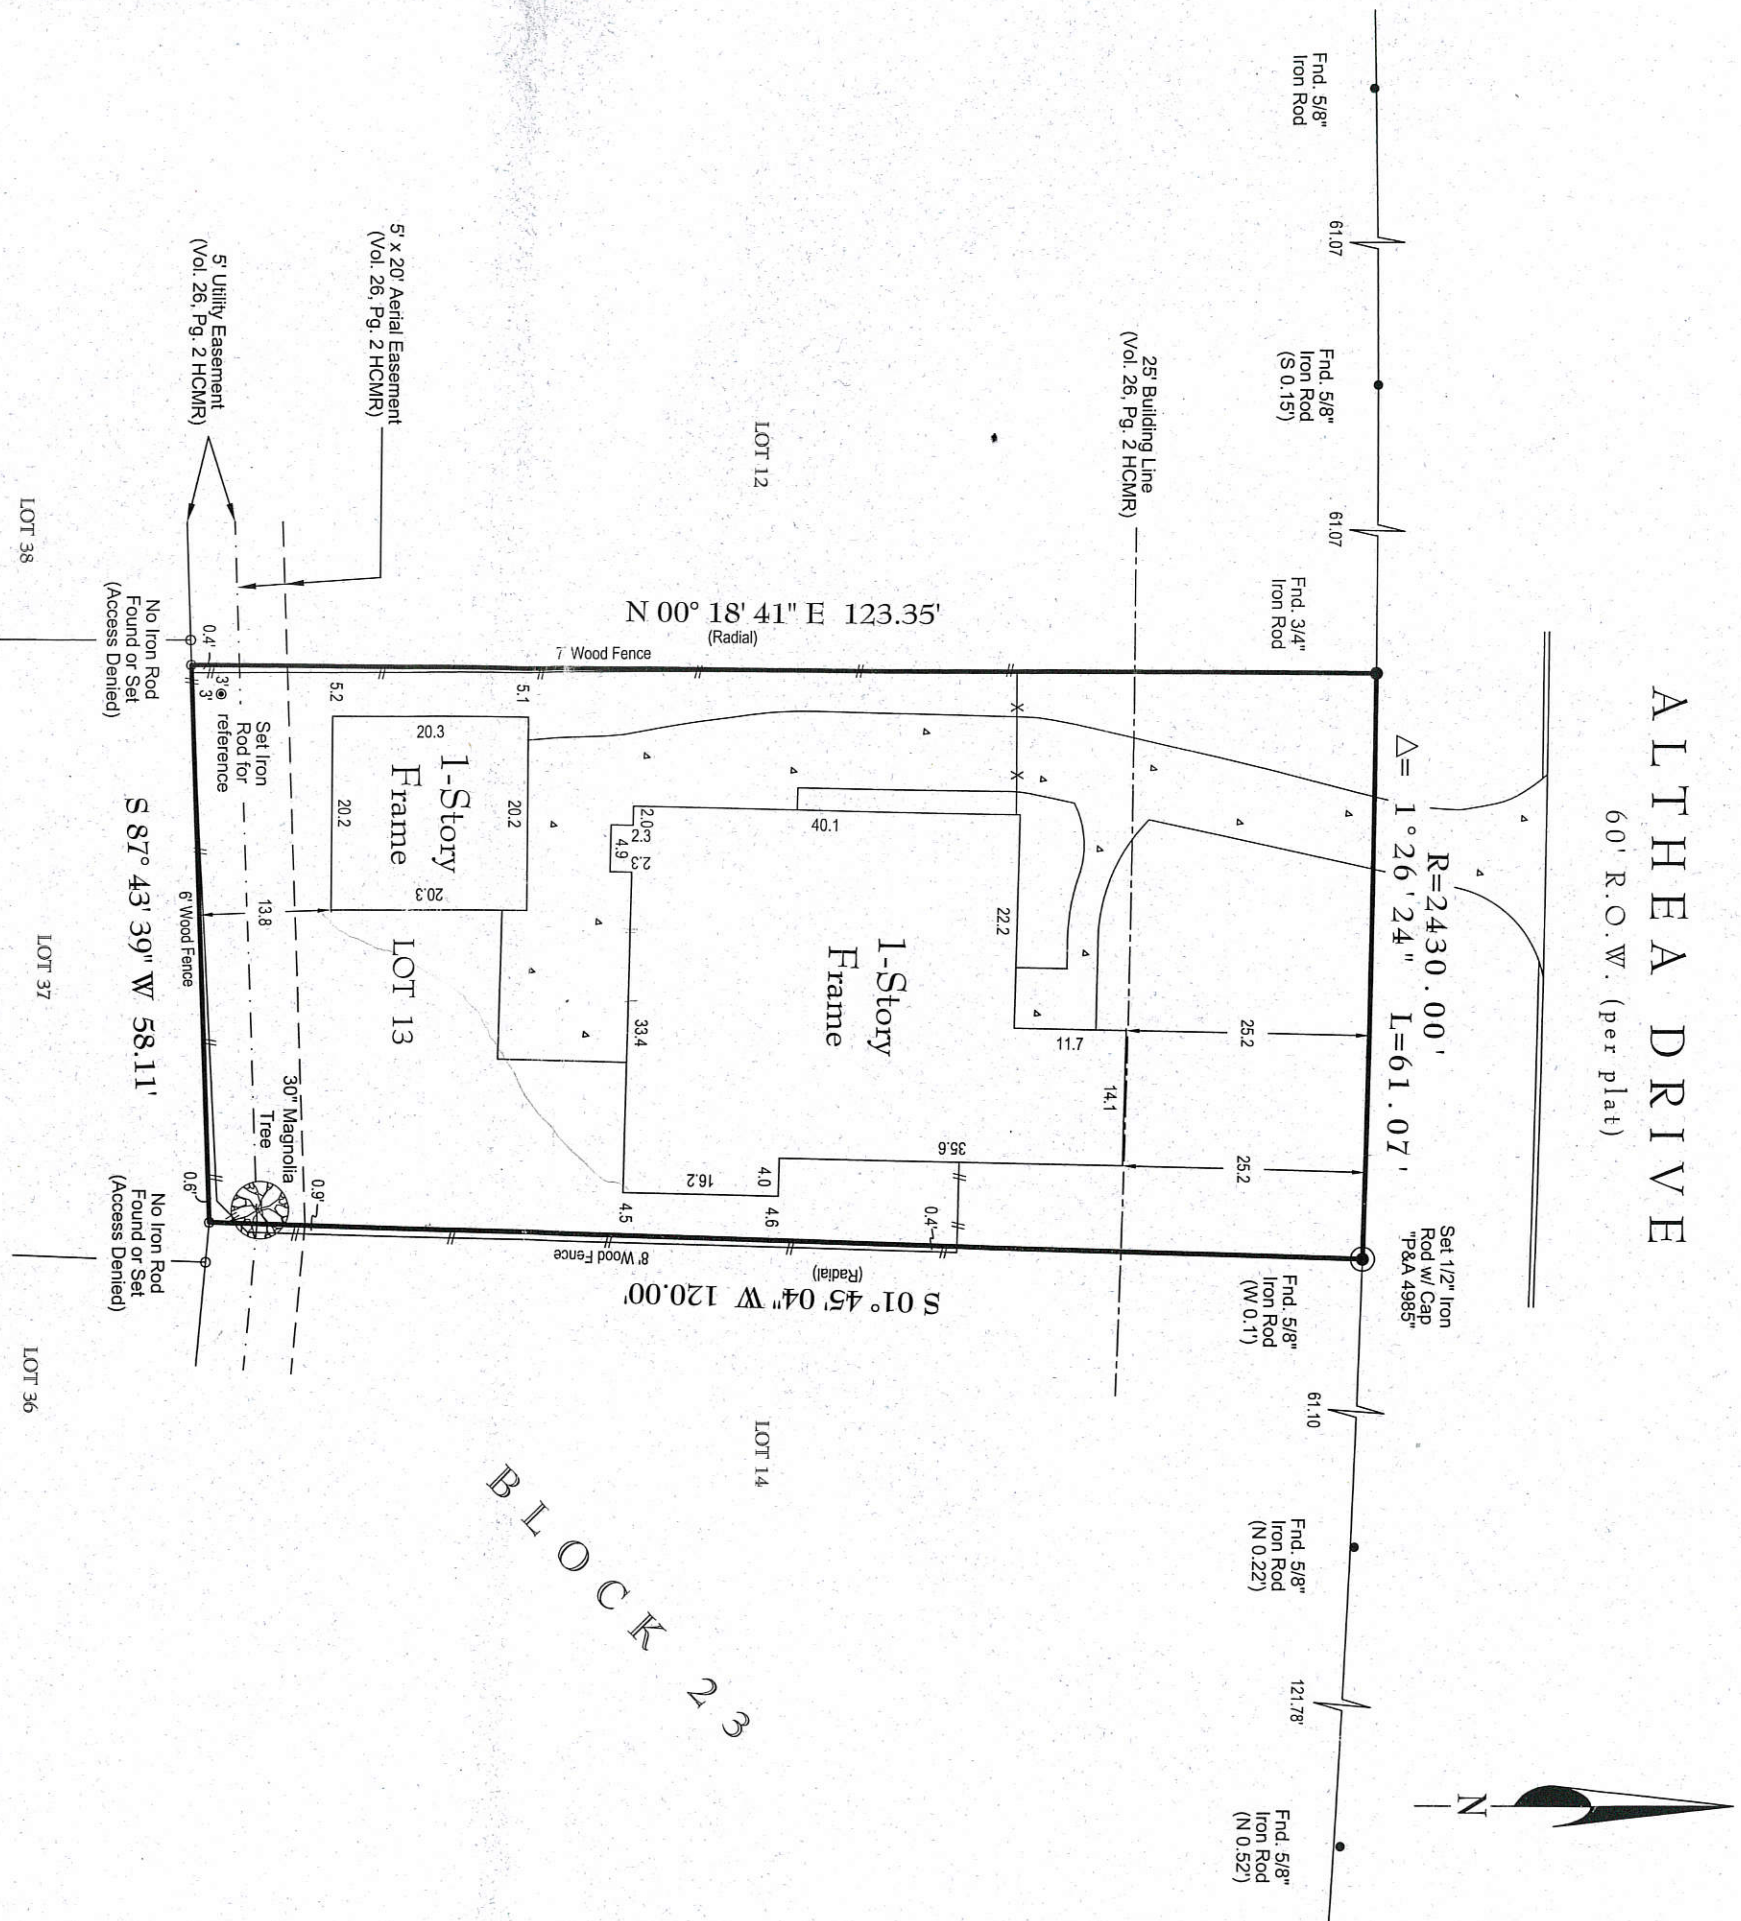 ALTHEA DRIVE
60' R.O.W. (per plat)
R=2430.00'
△= 1°26'24" L=61.07'
Fnd. 5/8"
Iron Rod
61.07
Fnd. 5/8"
Iron Rod
(S 0.15')
61.07
Fnd. 3/4"
Iron Rod
Set 1/2" Iron
Rod w/ Cap
"P&A 4985"
Fnd. 5/8"
Iron Rod
(W 0.1')
61.10
Fnd. 5/8"
Iron Rod
(N 0.22')
121.78'
Fnd. 5/8"
Iron Rod
(N 0.52')
N
25' Building Line
(Vol. 26, Pg. 2 HCMR)
25.2
25.2
14.1
11.7
22.2
1-Story
Frame
40.1
35.6
0.4'
4.0
4.6
16.2
4.5
33.4
2.0
2.3
4.9
2.3
LOT 12
N 00° 18' 41" E 123.35'
(Radial)
7' Wood Fence
S 01° 45' 04" W 120.00'
(Radial)
8' Wood Fence
LOT 14
BLOCK 23
5.1
5.2
20.3
20.2
1-Story
Frame
20.2
20.3
LOT 13
5' x 20' Aerial Easement
(Vol. 26, Pg. 2 HCMR)
5' Utility Easement
(Vol. 26, Pg. 2 HCMR)
0.4'
3'
3'
Set Iron
Rod for
reference
13.8
30" Magnolia
Tree
0.9'
0.6'
6' Wood Fence
S 87° 43' 39" W 58.11'
No Iron Rod
Found or Set
(Access Denied)
No Iron Rod
Found or Set
(Access Denied)
LOT 38
LOT 37
LOT 36